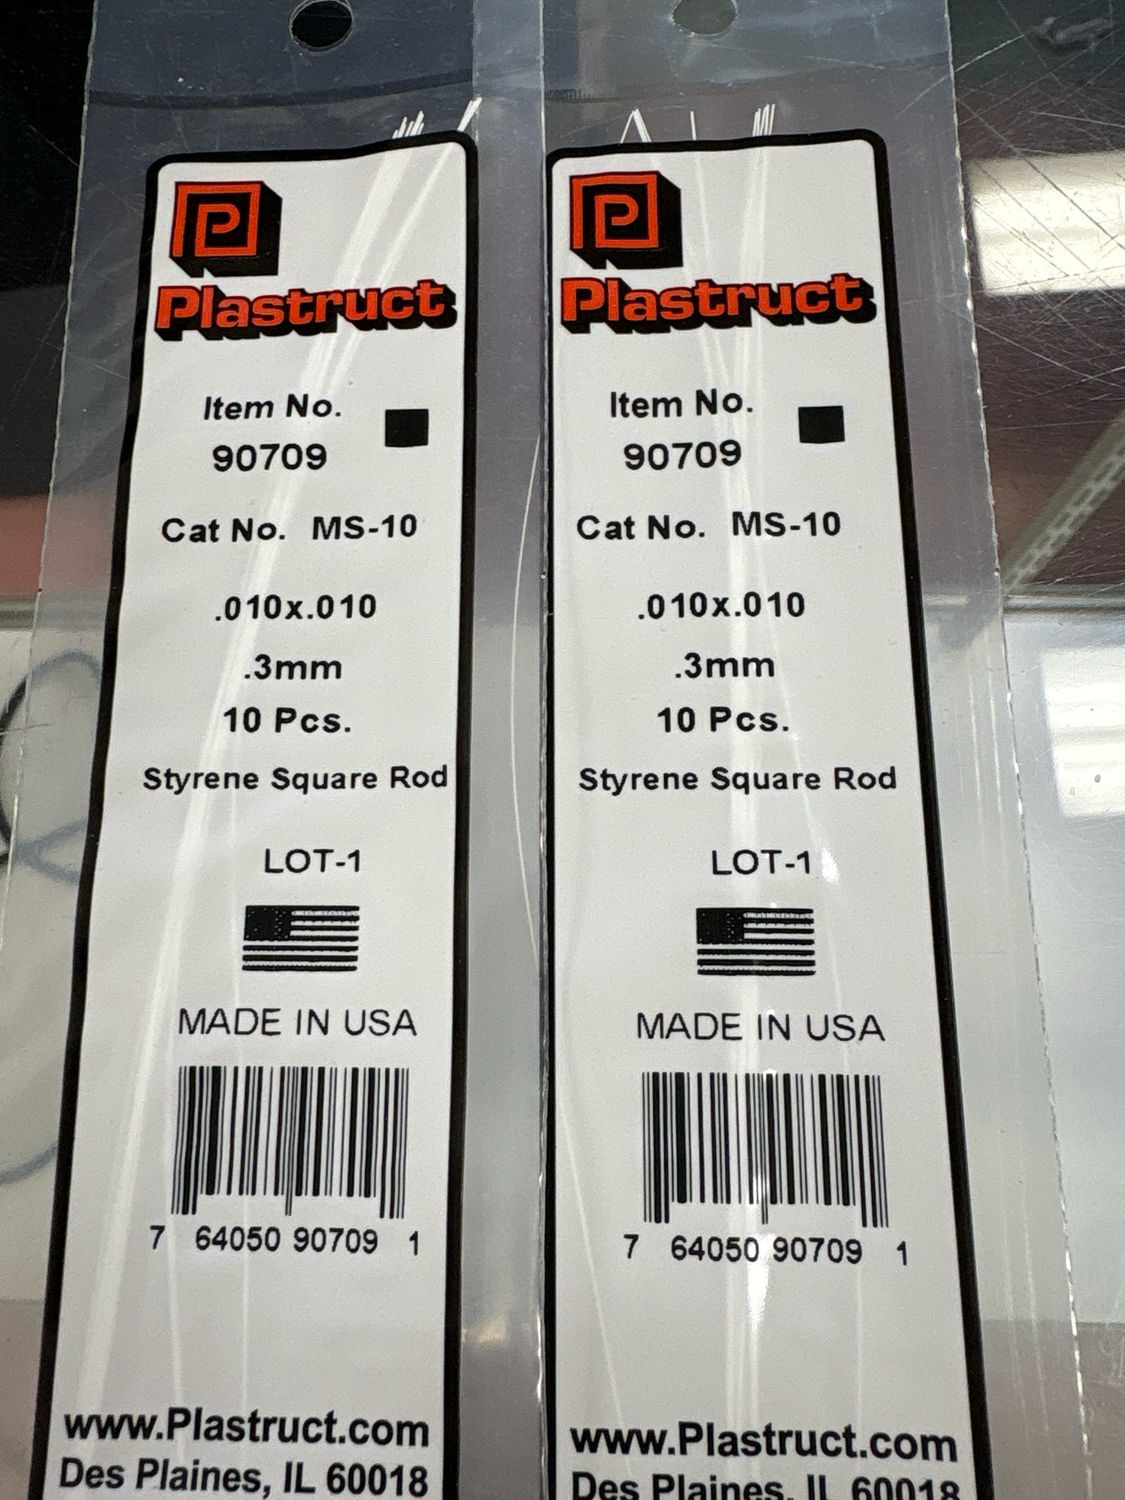 P
Plastruct
Item No.
90709
Cat No. MS-10
.010x.010
.3mm
10 Pcs.
Styrene Square Rod
LOT-1
MADE IN USA
7 64050 90709 1
www.Plastruct.com
Des Plaines, IL 60018
P
Plastruct
Item No.
90709
Cat No. MS-10
.010x.010
.3mm
10 Pcs.
Styrene Square Rod
LOT-1
MADE IN USA
7 64050 90709 1
www.Plastruct.com
Des Plaines, IL 60018